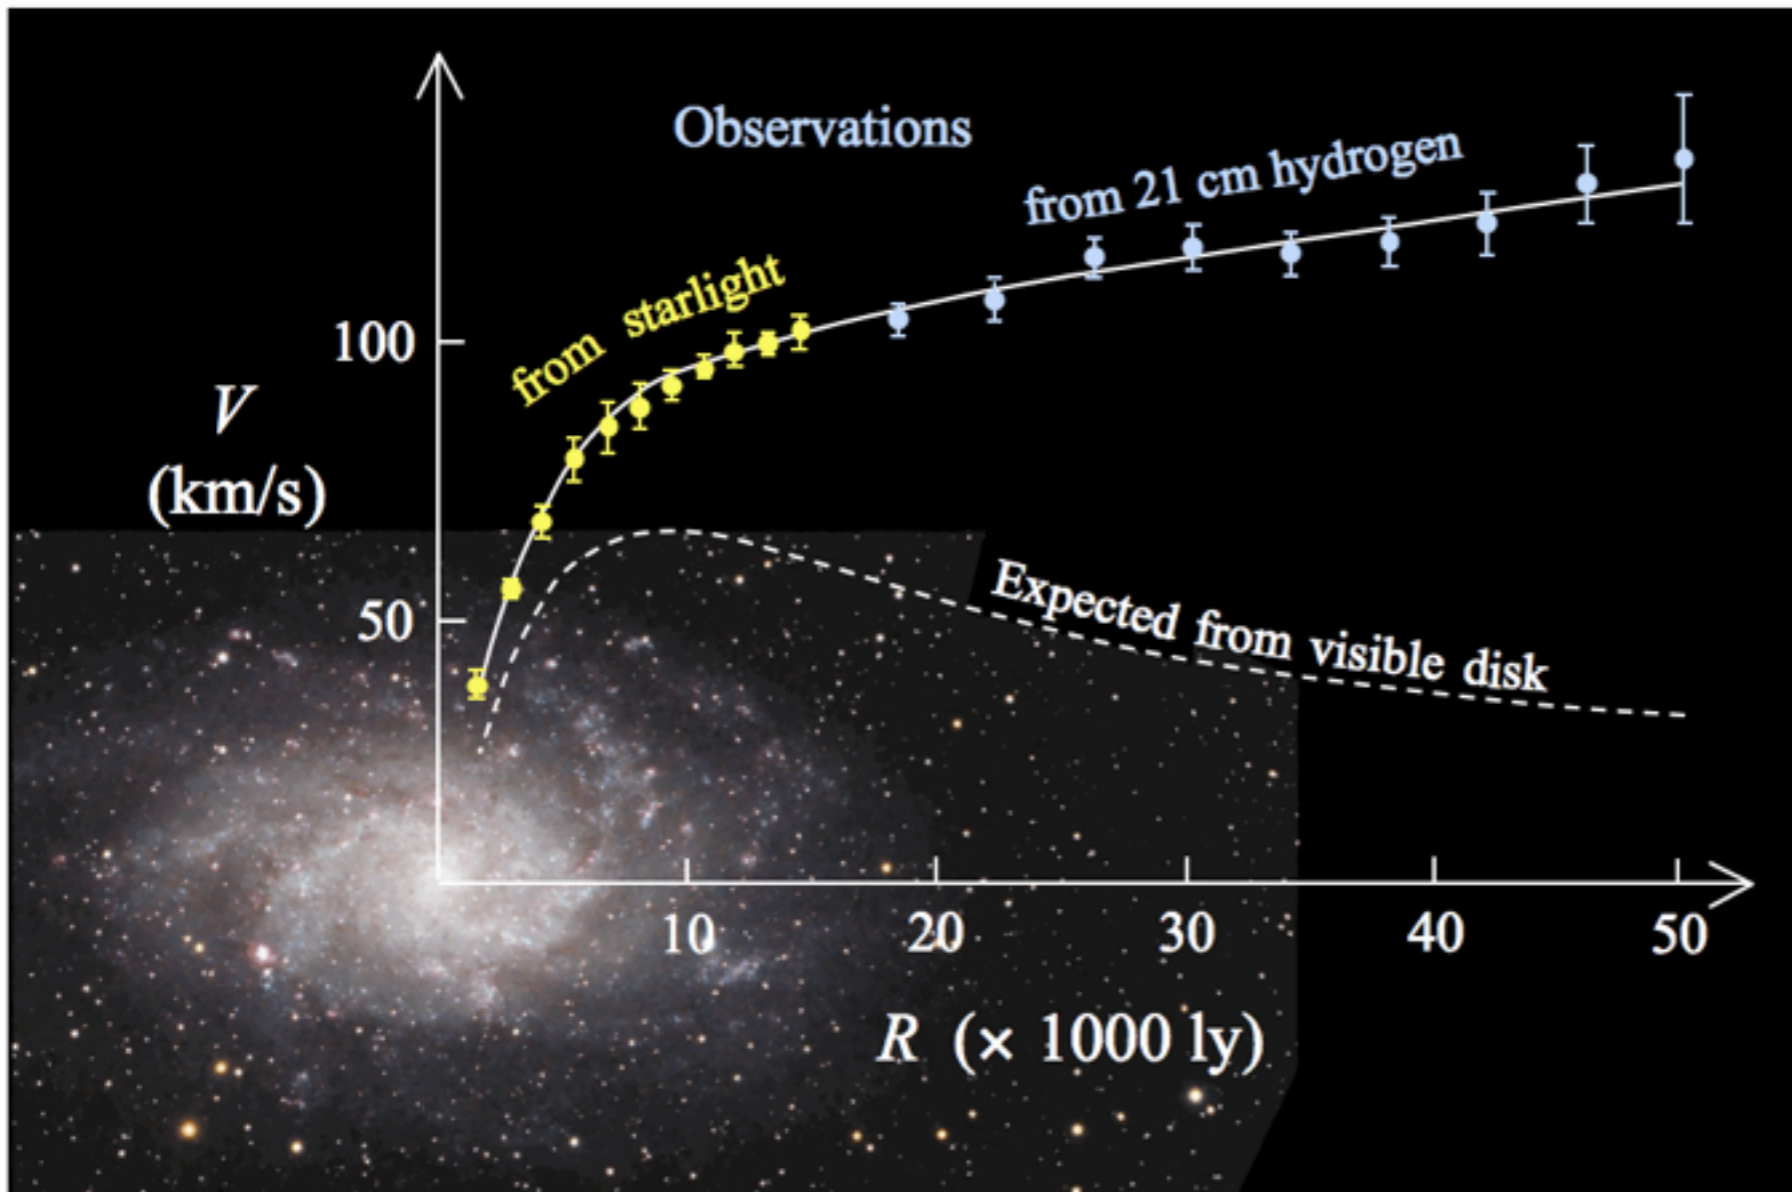 Observations
from 21 cm hydrogen
from starlight
100
V
(km/s)
50
Expected from visible disk
10 20 30 40 50
R (× 1000 ly)